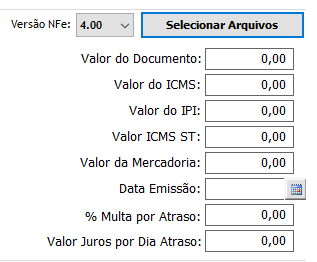 Versão NFe: 4.00 Selecionar Arquivos
Valor do Documento: 0,00
Valor do ICMS: 0,00
Valor do IPI: 0,00
Valor ICMS ST: 0,00
Valor da Mercadoria: 0,00
Data Emissão:
% Multa por Atraso: 0,00
Valor Juros por Dia Atraso: 0,00